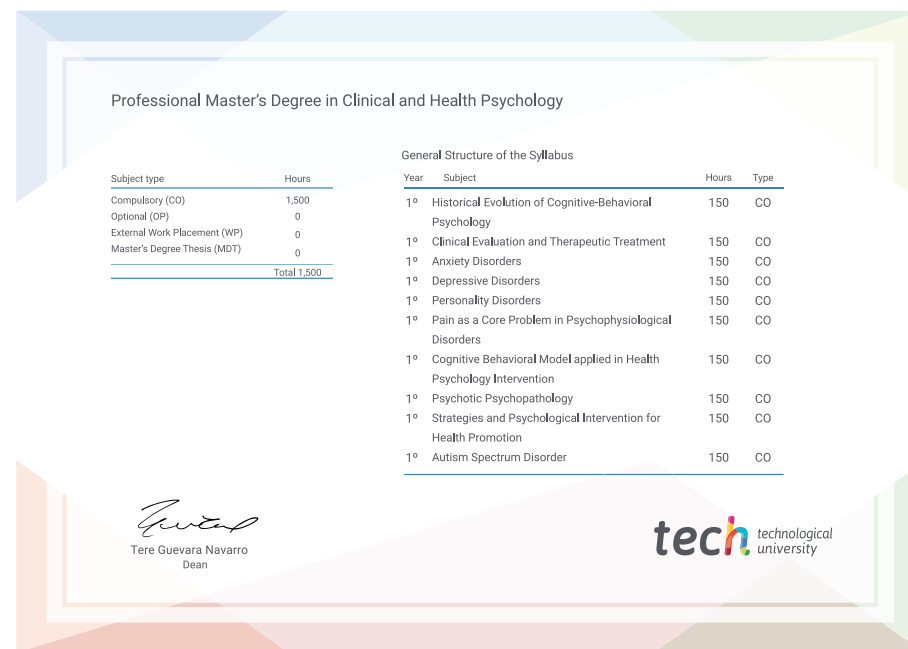 Professional Master's Degree in Clinical and Health Psychology
Subject type Hours
Compulsory (CO) 1,500
Optional (OP) 0
External Work Placement (WP) 0
Master's Degree Thesis (MDT) 0
Total 1,500
General Structure of the Syllabus
Year Subject Hours Type
1º Historical Evolution of Cognitive-Behavioral 150 CO
Psychology
1º Clinical Evaluation and Therapeutic Treatment 150 CO
1º Anxiety Disorders 150 CO
1º Depressive Disorders 150 CO
1º Personality Disorders 150 CO
1º Pain as a Core Problem in Psychophysiological 150 CO
Disorders
1º Cognitive Behavioral Model applied in Health 150 CO
Psychology Intervention
1º Psychotic Psychopathology 150 CO
1º Strategies and Psychological Intervention for 150 CO
Health Promotion
1º Autism Spectrum Disorder 150 CO
Tere Guevara Navarro
Dean
tech technological
university